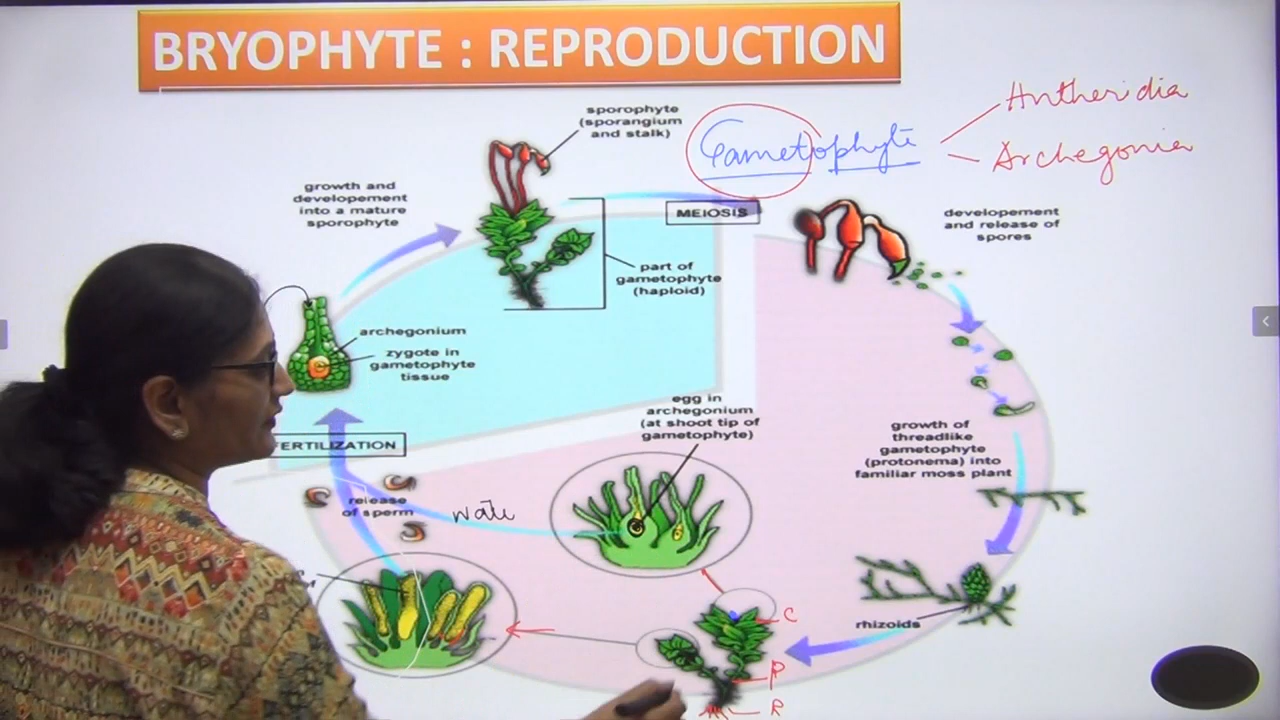 BRYOPHYTE : REPRODUCTION
sporophyte
(sporangium
and stalk)
Gametophyte
Antheridia
Archegonia
growth and
developement
into a mature
sporophyte
MEIOSIS
developement
and release of
spores
part of
gametophyte
(haploid)
archegonium
zygote in
gametophyte
tissue
egg in
archegonium
(at shoot tip of
gametophyte)
growth of
threadlike
gametophyte
(protonema) into
familiar moss plant
ERTILIZATION
release
of sperm
wate
rhizoids
C
P
R